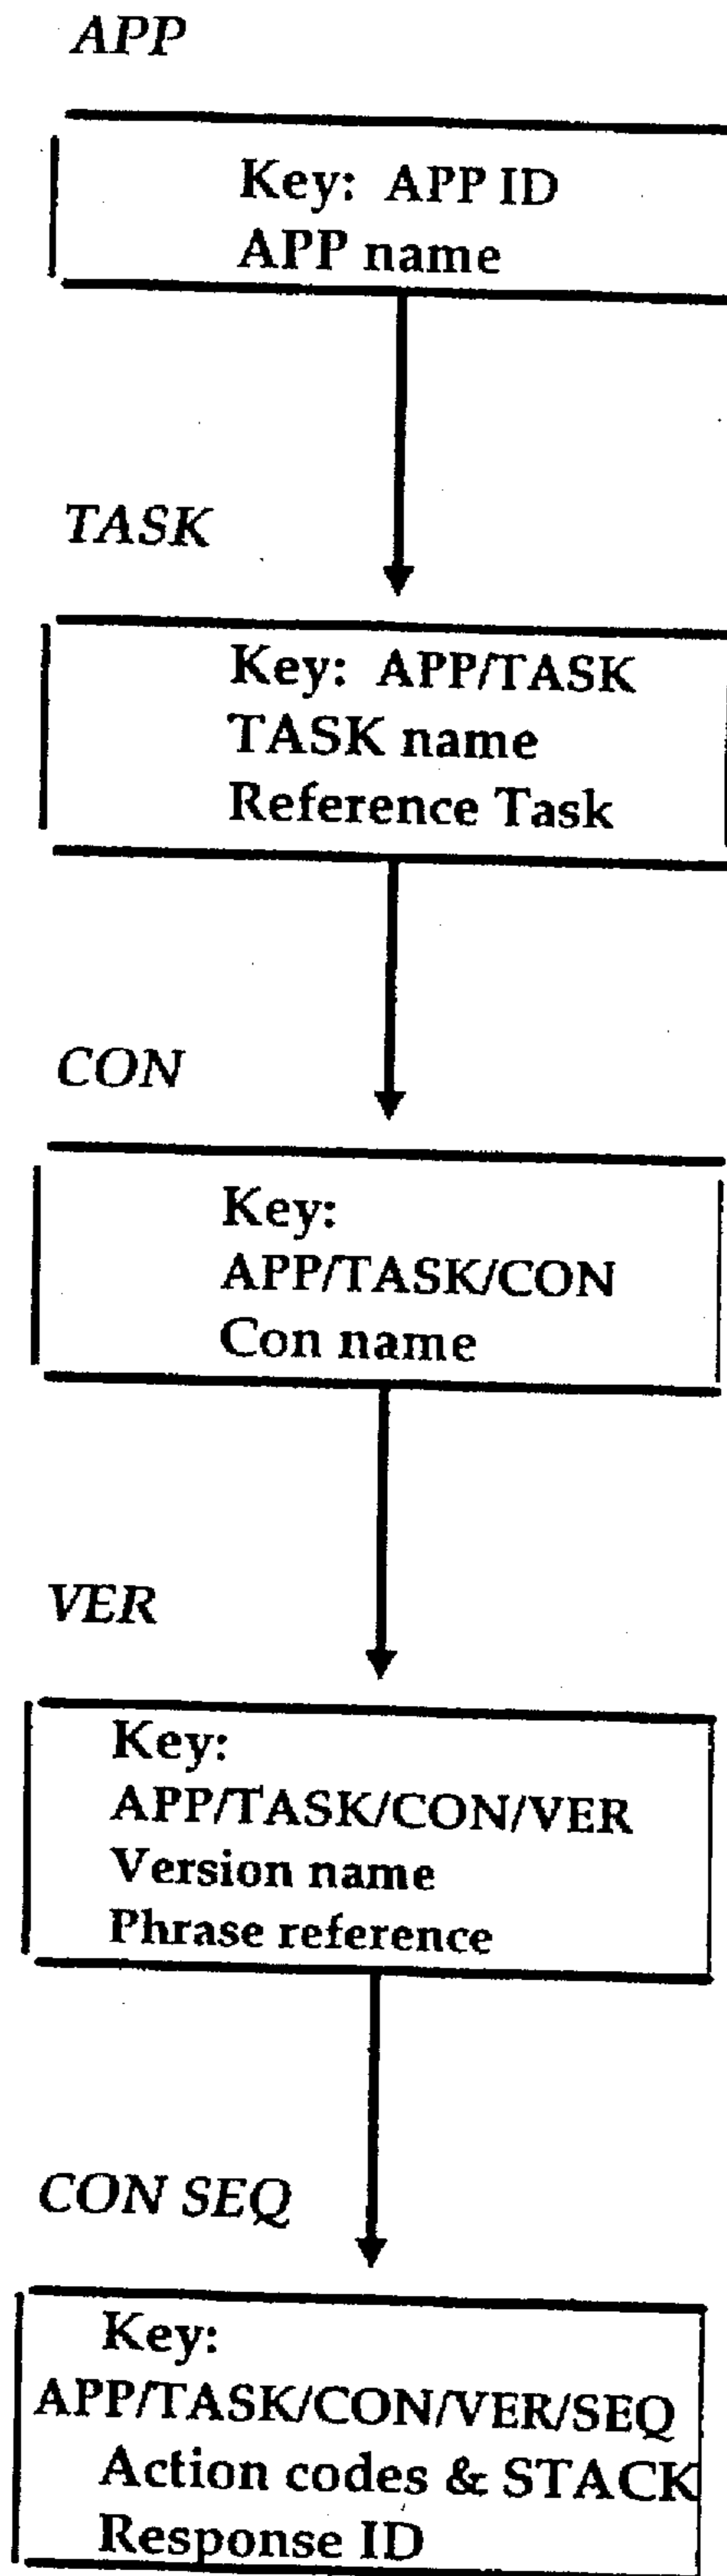 APP
Key: APP ID
APP name
TASK
Key: APP/TASK
TASK name
Reference Task
CON
Key:
APP/TASK/CON
Con name
VER
Key:
APP/TASK/CON/VER
Version name
Phrase reference
CON SEQ
Key:
APP/TASK/CON/VER/SEQ
Action codes & STACK
Response ID